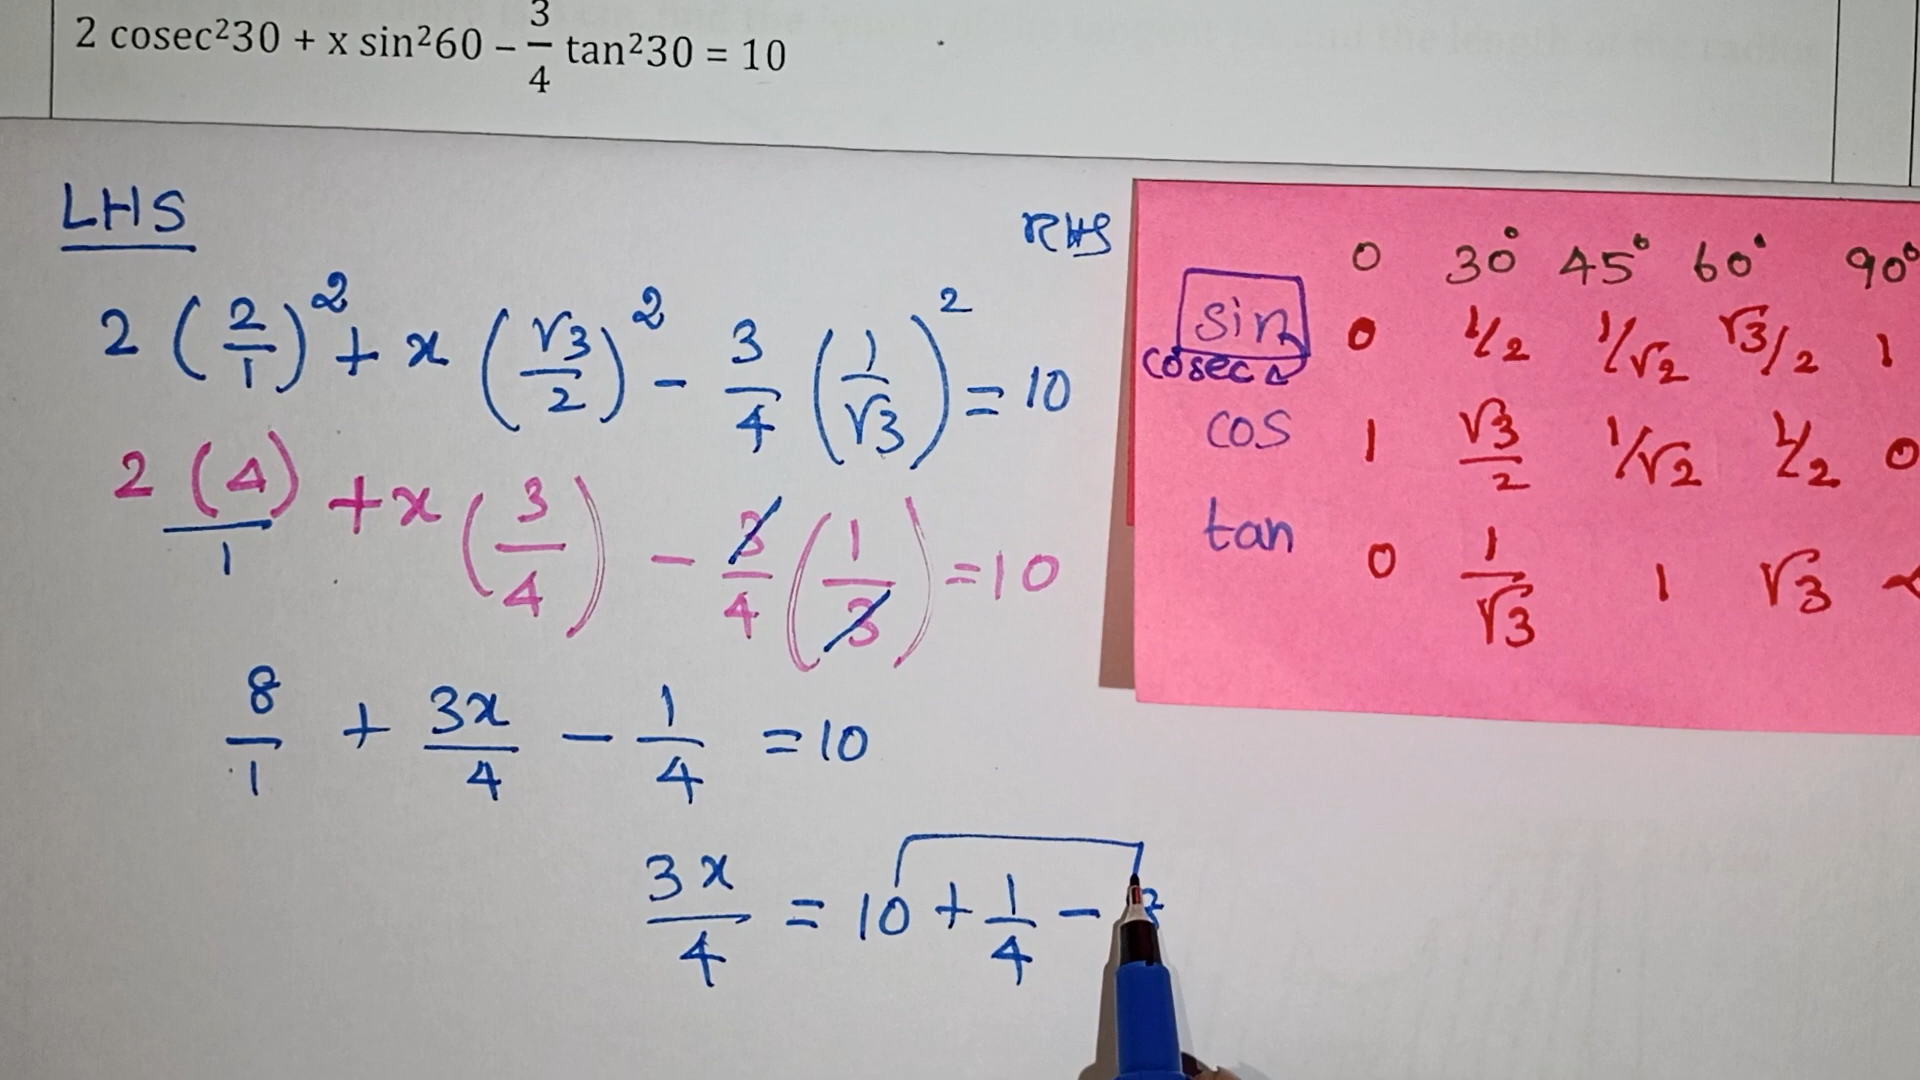 2 cosec²30 + x sin²60 – 3/4 tan²30 = 10
LHS
RHS
2 (2/1)² + x (√3/2)² - 3/4 (1/√3)² = 10
2 (4)/1 + x (3/4) - 3/4 (1/3) = 10
8/1 + 3x/4 - 1/4 = 10
3x/4 = 10 + 1/4 -
0 30° 45° 60° 90°
sin 0 1/2 1/√2 √3/2 1
cosec
cos 1 √3/2 1/√2 1/2 0
tan 0 1/√3 1 √3